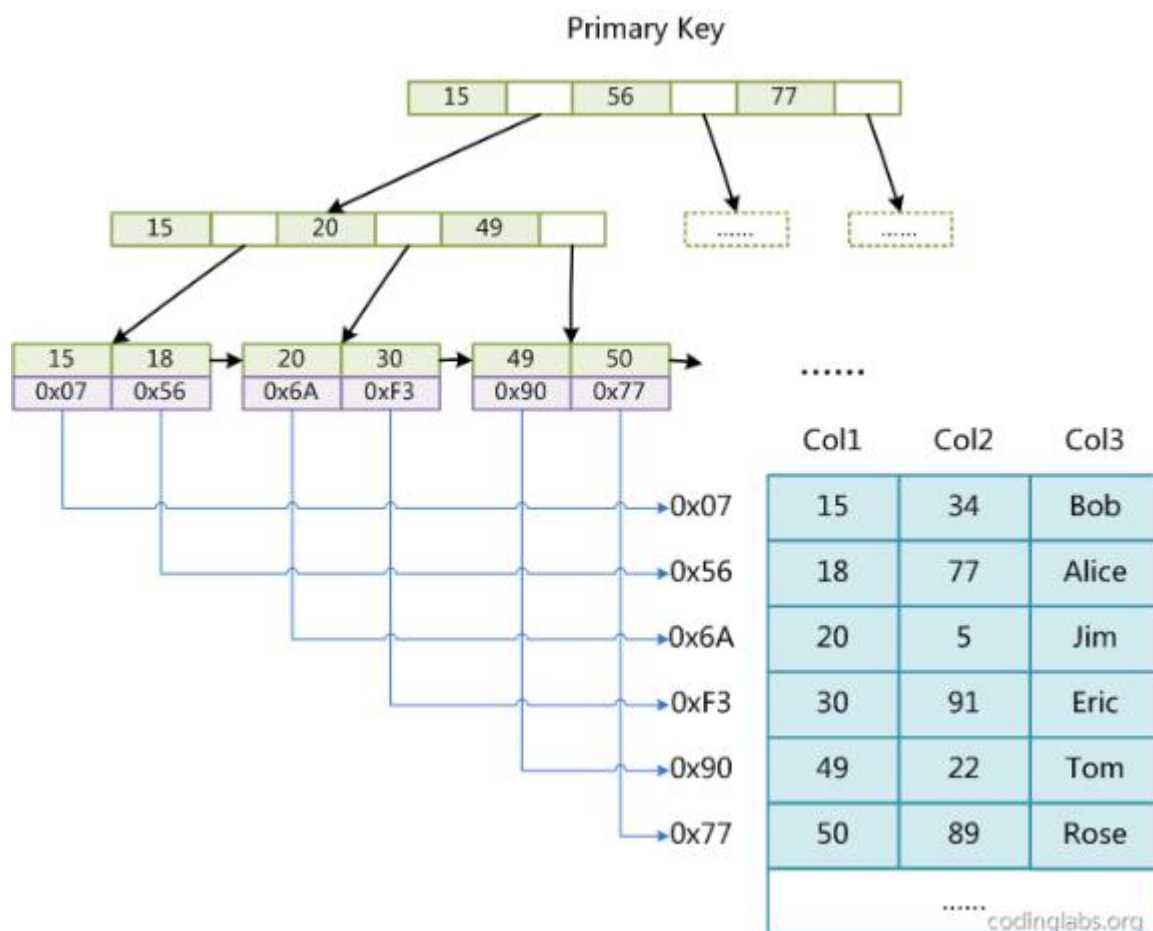 Primary Key
15 56 77
15 20 49
...... ......
15 18 20 30 49 50
0x07 0x56 0x6A 0xF3 0x90 0x77
......
Col1 Col2 Col3
0x07 15 34 Bob
0x56 18 77 Alice
0x6A 20 5 Jim
0xF3 30 91 Eric
0x90 49 22 Tom
0x77 50 89 Rose
......
codinglabs.org